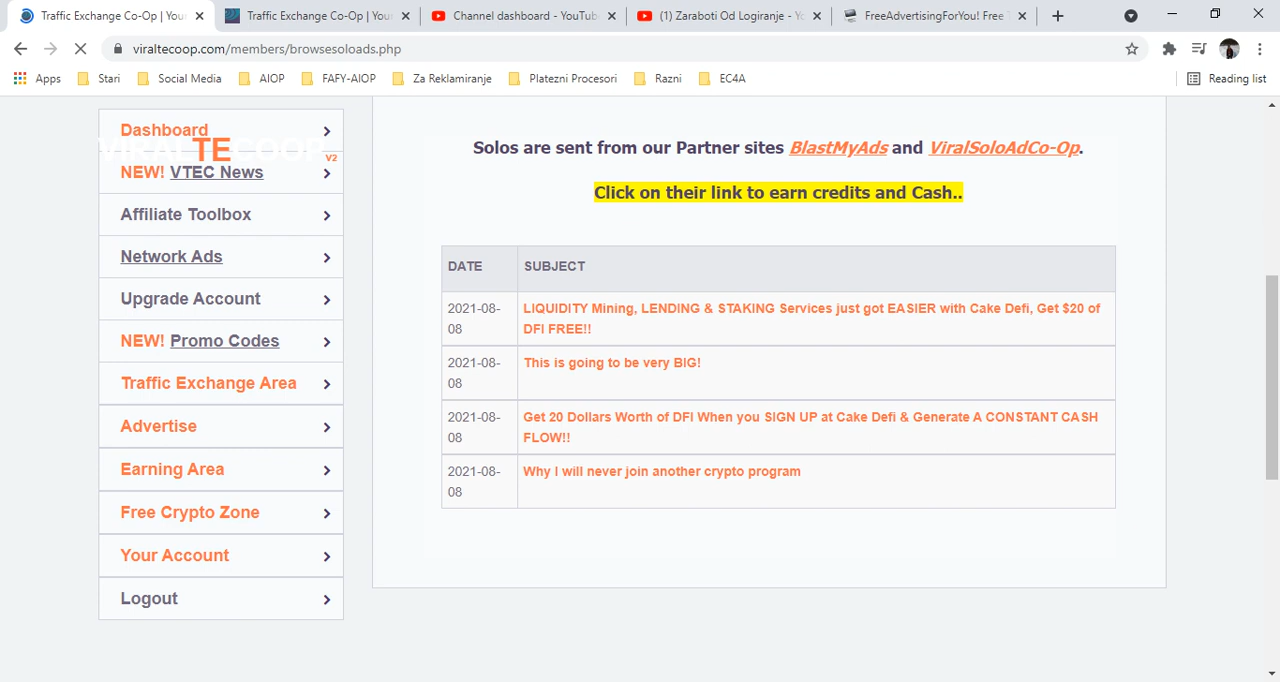 Traffic Exchange Co-Op | Your
Traffic Exchange Co-Op | You
Channel dashboard - YouTube
(1) Zaraboti Od Logiranje - Yo
FreeAdvertisingForYou! Free T
viraltecoop.com/members/browsesoloads.php
Apps
Stari
Social Media
AIOP
FAFY-AIOP
Za Reklamiranje
Platezni Procesori
Razni
EC4A
Reading list
Dashboard
VIRALTECOOP V2
NEW! VTEC News
Affiliate Toolbox
Network Ads
Upgrade Account
NEW! Promo Codes
Traffic Exchange Area
Advertise
Earning Area
Free Crypto Zone
Your Account
Logout
Solos are sent from our Partner sites BlastMyAds and ViralSoloAdCo-Op.
Click on their link to earn credits and Cash..
DATE SUBJECT
2021-08-
08
LIQUIDITY Mining, LENDING & STAKING Services just got EASIER with Cake Defi, Get $20 of
DFI FREE!!
2021-08-
08
This is going to be very BIG!
2021-08-
08
Get 20 Dollars Worth of DFI When you SIGN UP at Cake Defi & Generate A CONSTANT CASH
FLOW!!
2021-08-
08
Why I will never join another crypto program